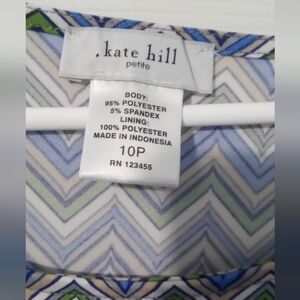 .kate hill
petite
BODY:
95% POLYESTER
5% SPANDEX
LINING:
100% POLYESTER
MADE IN INDONESIA
10P
RN 123455